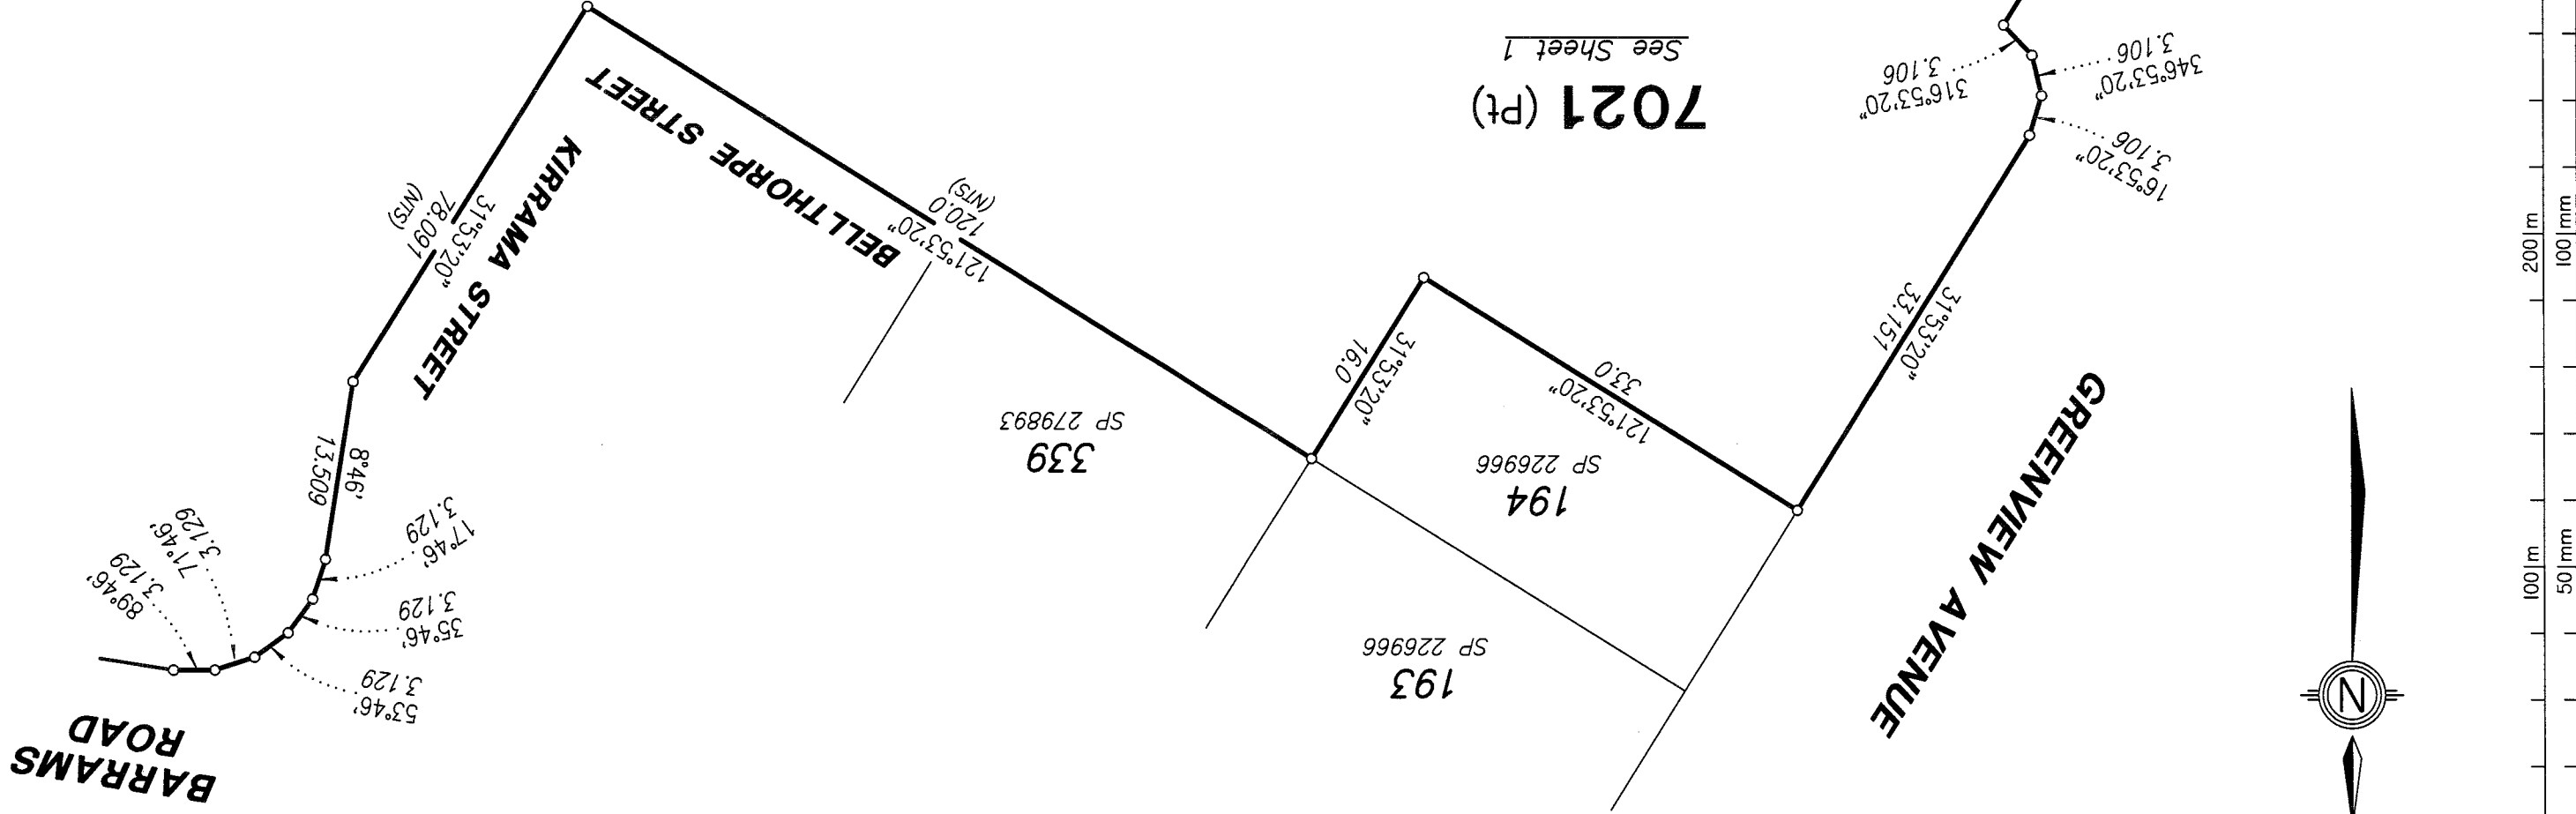 BARRAMS
ROAD
53°46'
3.129
89°46'
3.129
71°46'
3.129
35°46'
3.129
17°46'
3.129
8°46'
13.509
KIRRAMA STREET
31°53'20"
78.091
(NTS)
BELLTHORPE STREET
121°53'20"
120.0
(NTS)
339
SP 279893
193
SP 226966
194
SP 226966
31°53'20"
16.0
121°53'20"
33.0
GREENVIEW AVENUE
31°53'20"
33.151
16°53'20"
3.106
346°53'20"
3.106
316°53'20"
3.106
7021 (Pt)
See Sheet 1
N
100 m
50 mm
200 m
100 mm